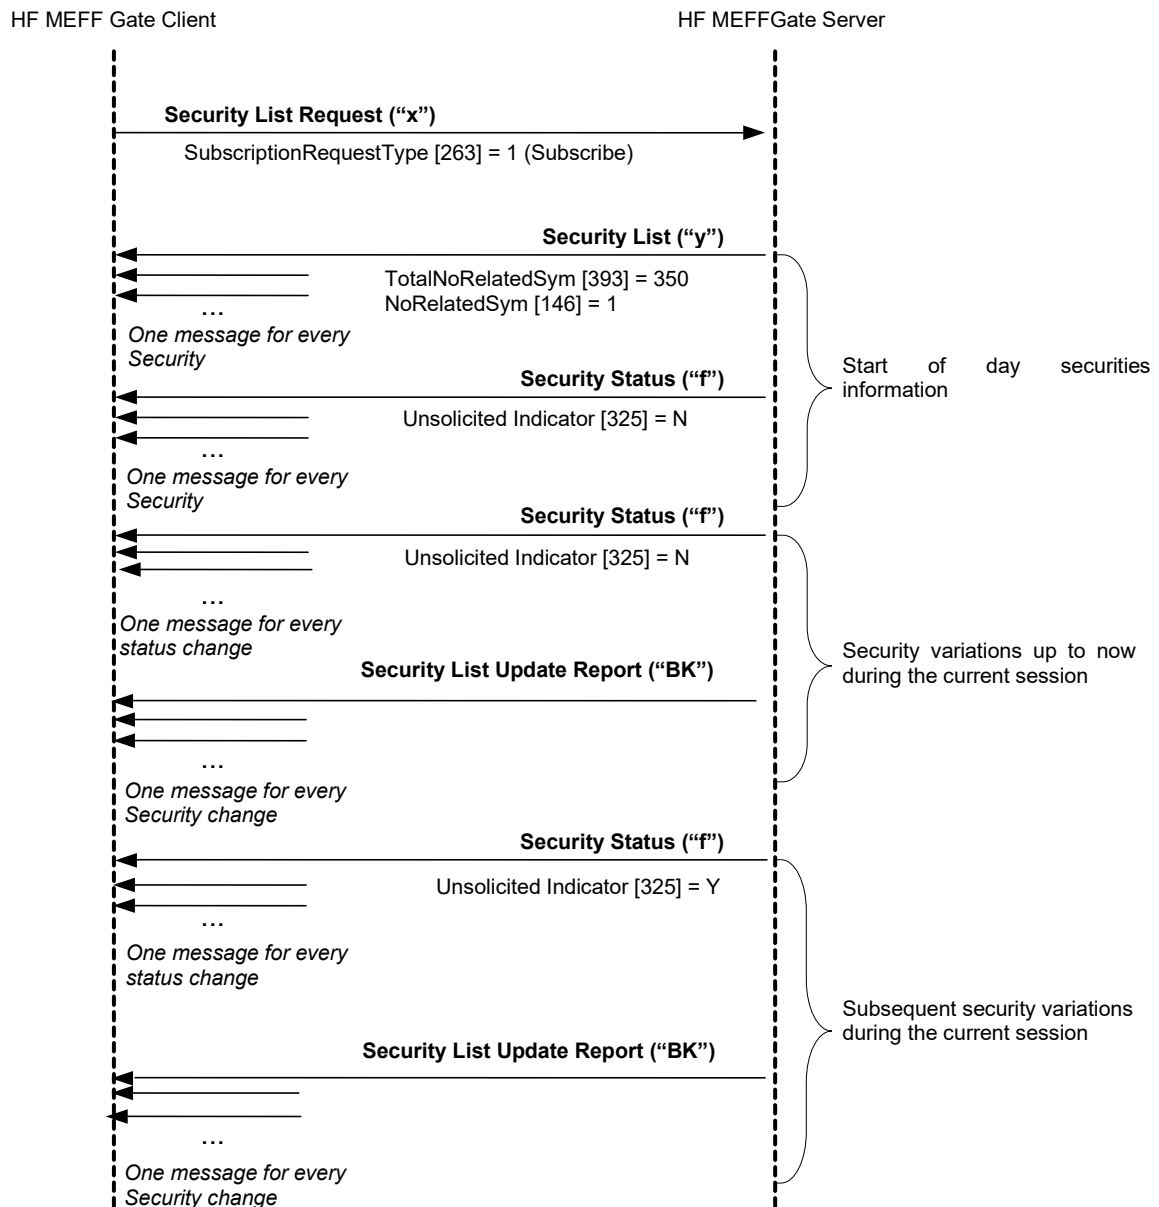 HF MEFF Gate Client
HF MEFFGate Server
Security List Request (“x”)
SubscriptionRequestType [263] = 1 (Subscribe)
Security List (“y”)
TotalNoRelatedSym [393] = 350
NoRelatedSym [146] = 1
...
One message for every
Security
Start of day securities
information
Security Status (“f”)
Unsolicited Indicator [325] = N
...
One message for every
Security
Security Status (“f”)
Unsolicited Indicator [325] = N
...
One message for every
status change
Security variations up to now
during the current session
Security List Update Report (“BK”)
...
One message for every
Security change
Security Status (“f”)
Unsolicited Indicator [325] = Y
...
One message for every
status change
Subsequent security variations
during the current session
Security List Update Report (“BK”)
...
One message for every
Security change